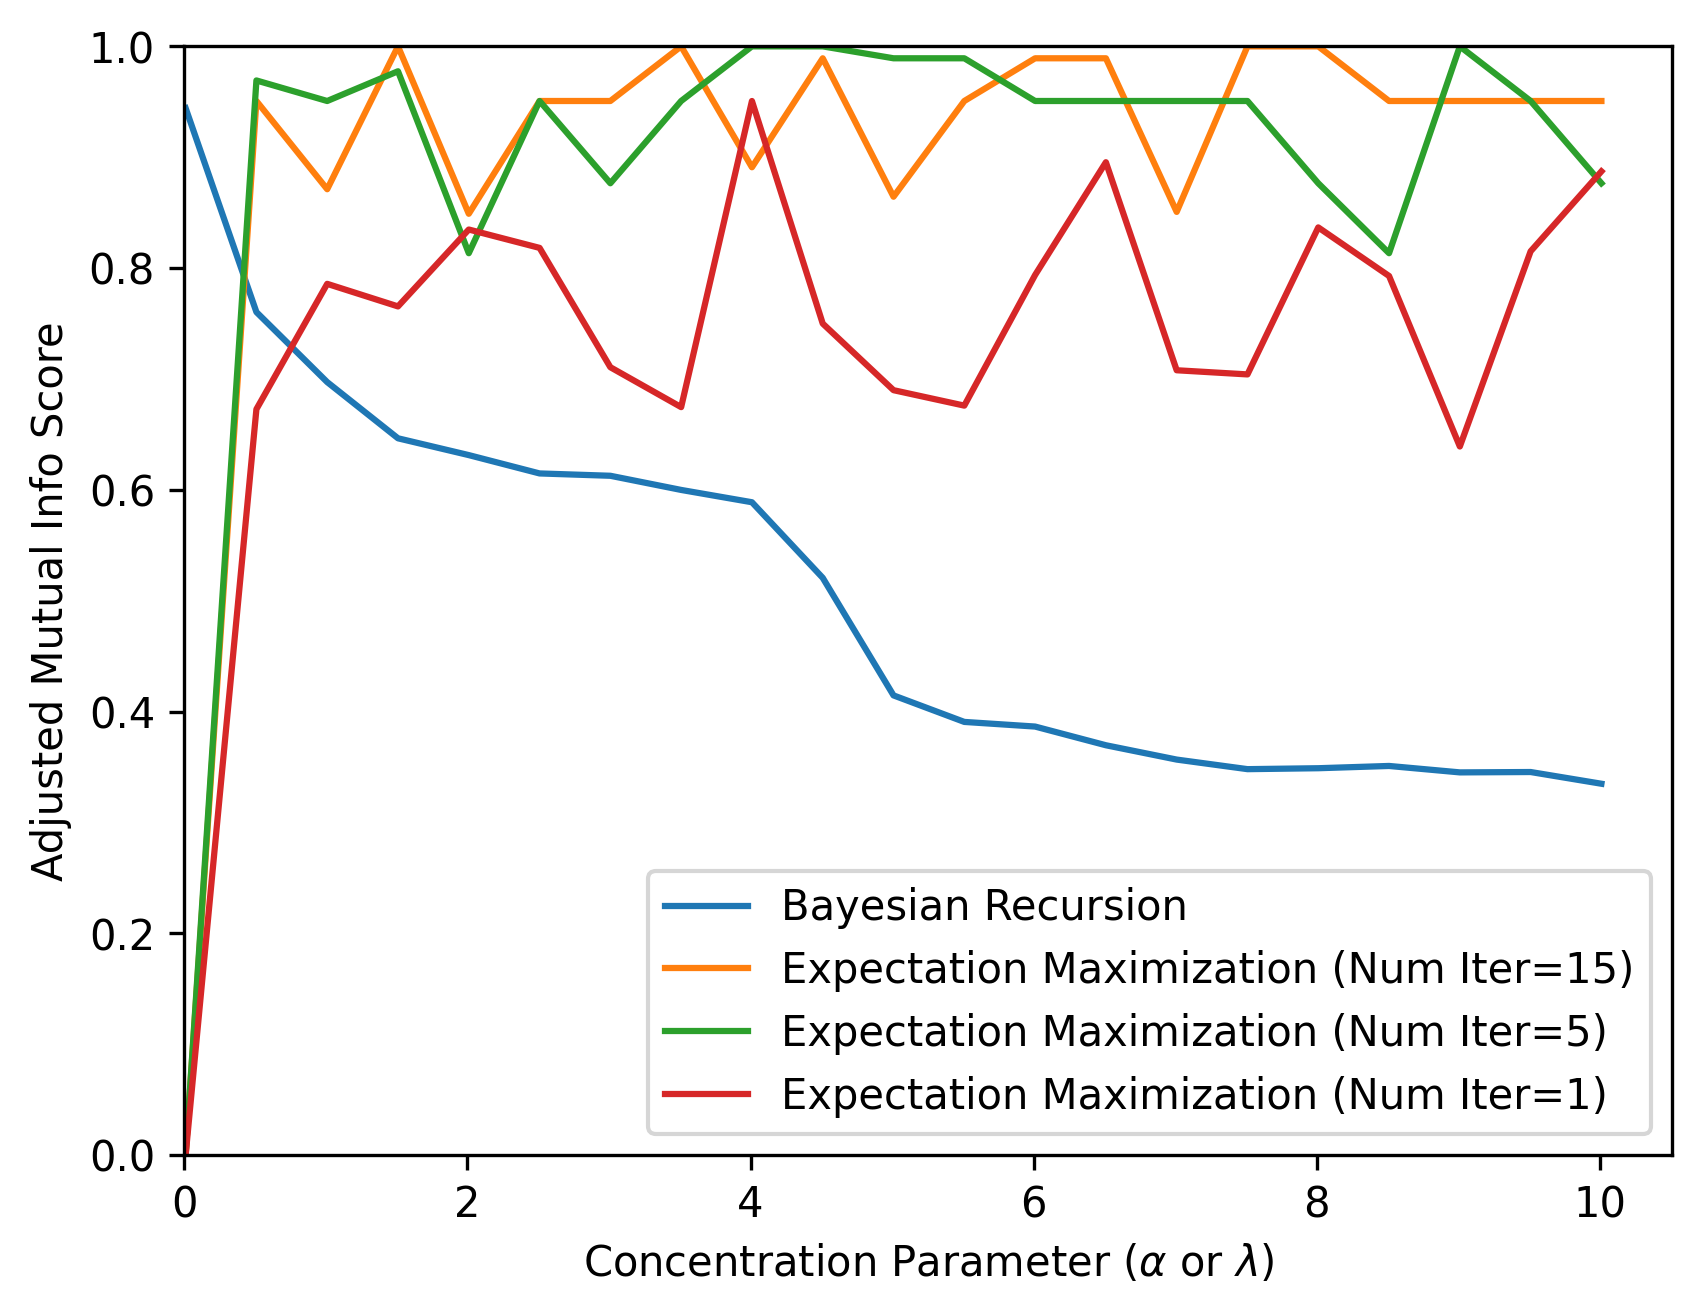 1.0
0.8
0.6
0.4
0.2
0.0
Adjusted Mutual Info Score
0 2 4 6 8 10
Concentration Parameter (α or λ)
Bayesian Recursion
Expectation Maximization (Num Iter=15)
Expectation Maximization (Num Iter=5)
Expectation Maximization (Num Iter=1)